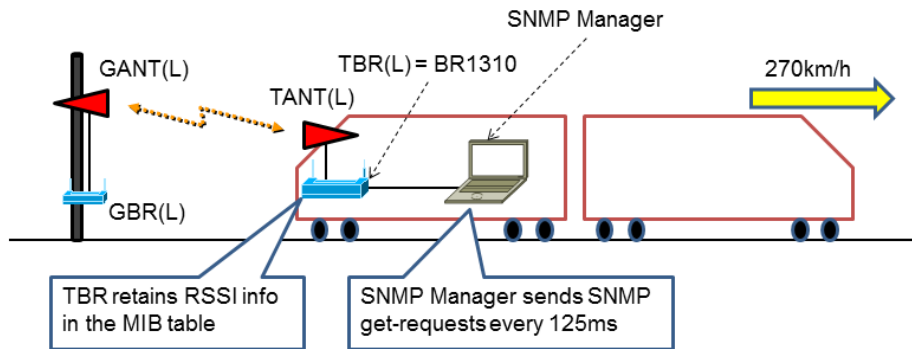 SNMP Manager
GANT(L)
TBR(L) = BR1310
270km/h
TANT(L)
GBR(L)
TBR retains RSSI info
in the MIB table
SNMP Manager sends SNMP
get-requests every 125ms